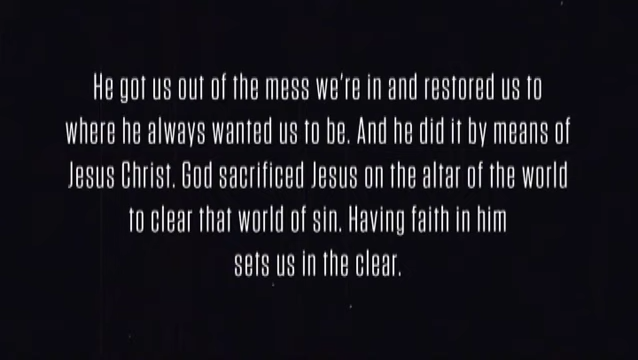 He got us out of the mess we're in and restored us to
where he always wanted us to be. And he did it by means of
Jesus Christ. God sacrificed Jesus on the altar of the world
to clear that world of sin. Having faith in him
sets us in the clear.